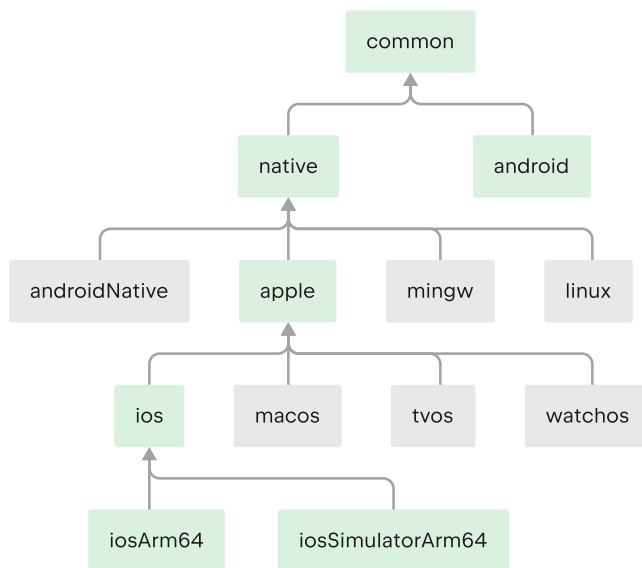 common
native
android
androidNative
apple
mingw
linux
ios
macos
tvos
watchos
iosArm64
iosSimulatorArm64